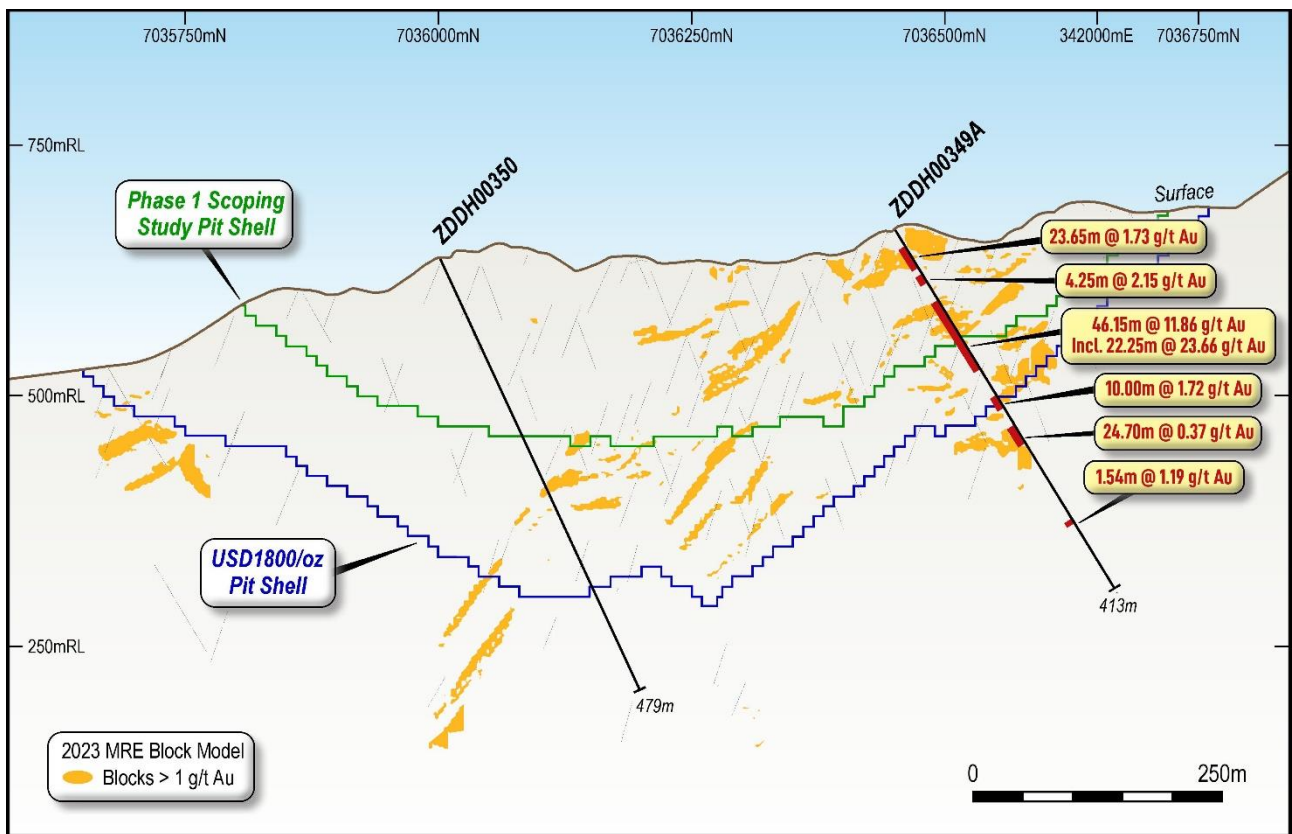 7035750mN
7036000mN
7036250mN
7036500mN
342000mE
7036750mN
750mRL
ZDDH00350
ZDDH00349A
Phase 1 Scoping
Study Pit Shell
Surface
23.65m @ 1.73 g/t Au
4.25m @ 2.15 g/t Au
46.15m @ 11.86 g/t Au
Incl. 22.25m @ 23.66 g/t Au
500mRL
10.00m @ 1.72 g/t Au
24.70m @ 0.37 g/t Au
1.54m @ 1.19 g/t Au
USD1800/oz
Pit Shell
413m
250mRL
479m
2023 MRE Block Model
Blocks > 1 g/t Au
0
250m